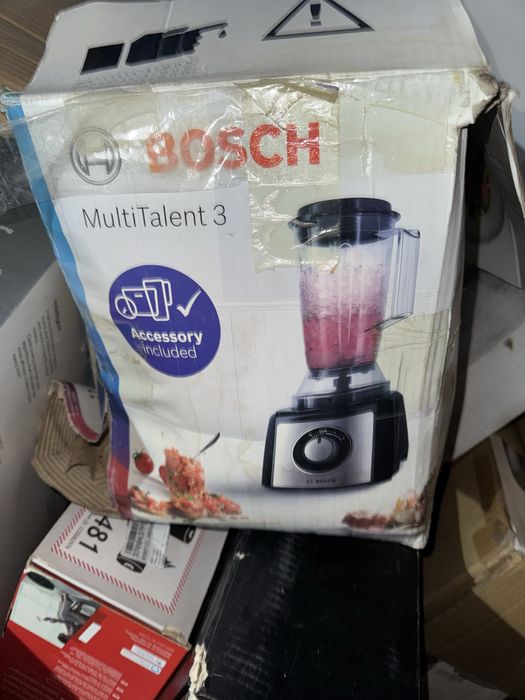 BOSCH
MultiTalent 3
Accessory
included
BOSCH
481